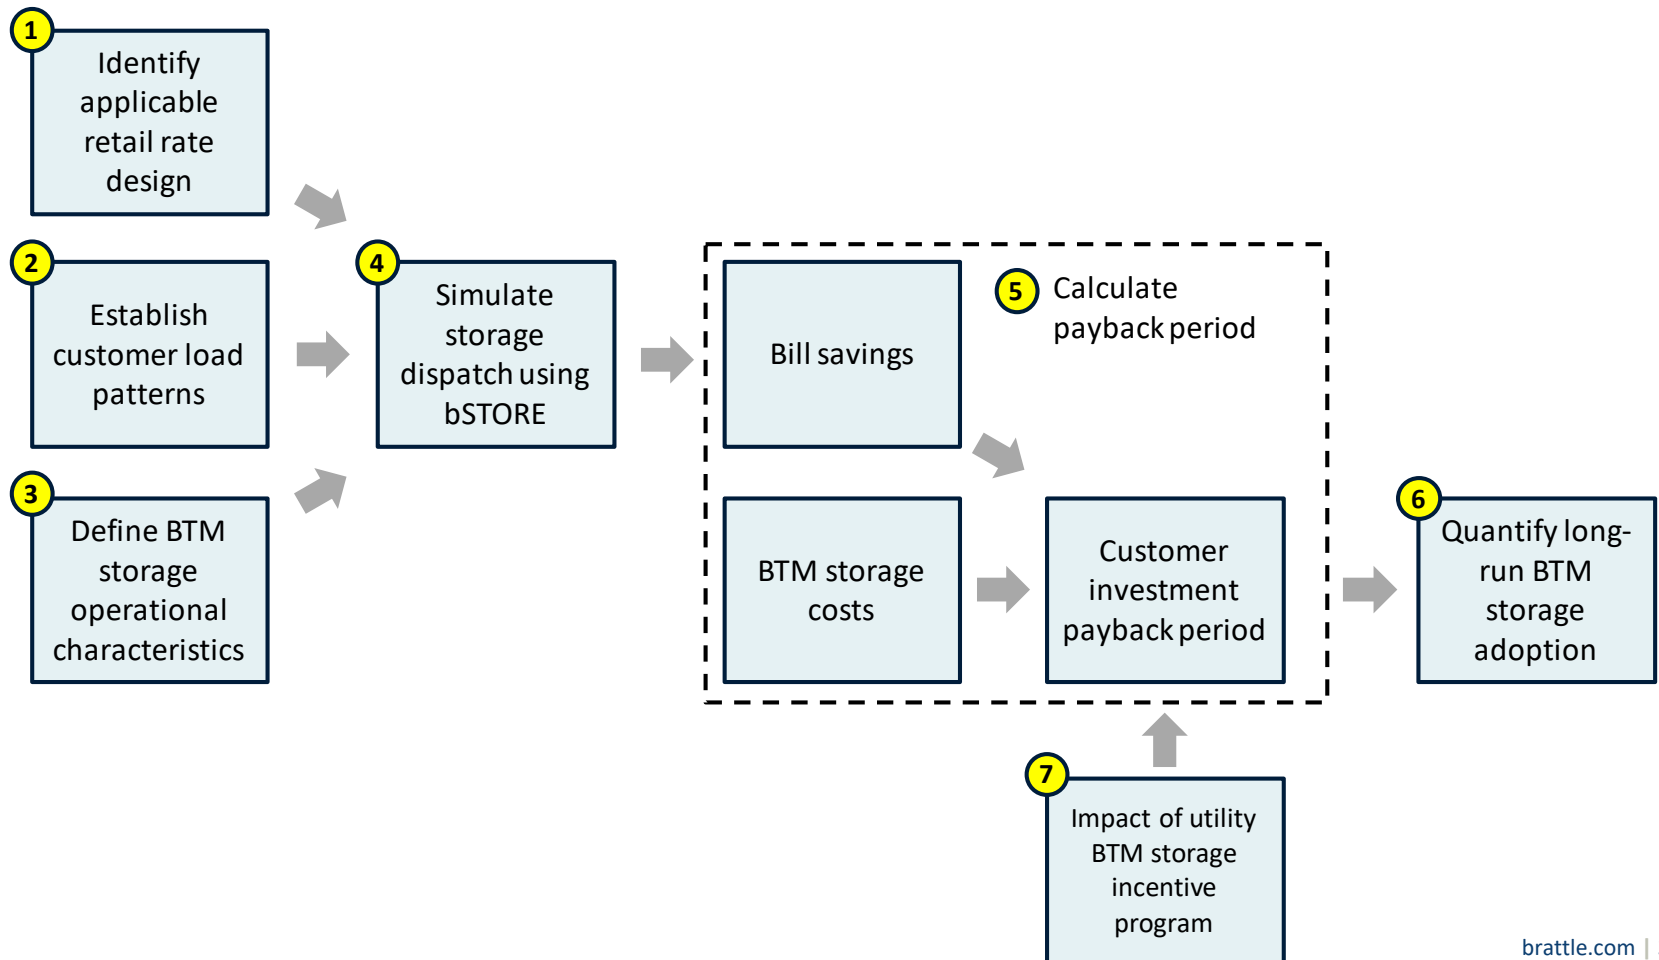 1
Identify
applicable
retail rate
design
2
Establish
customer load
patterns
3
Define BTM
storage
operational
characteristics
4
Simulate
storage
dispatch using
bSTORE
Bill savings
5 Calculate
payback period
BTM storage
costs
Customer
investment
payback period
6
Quantify long-
run BTM
storage
adoption
7
Impact of utility
BTM storage
incentive
program
brattle.com |